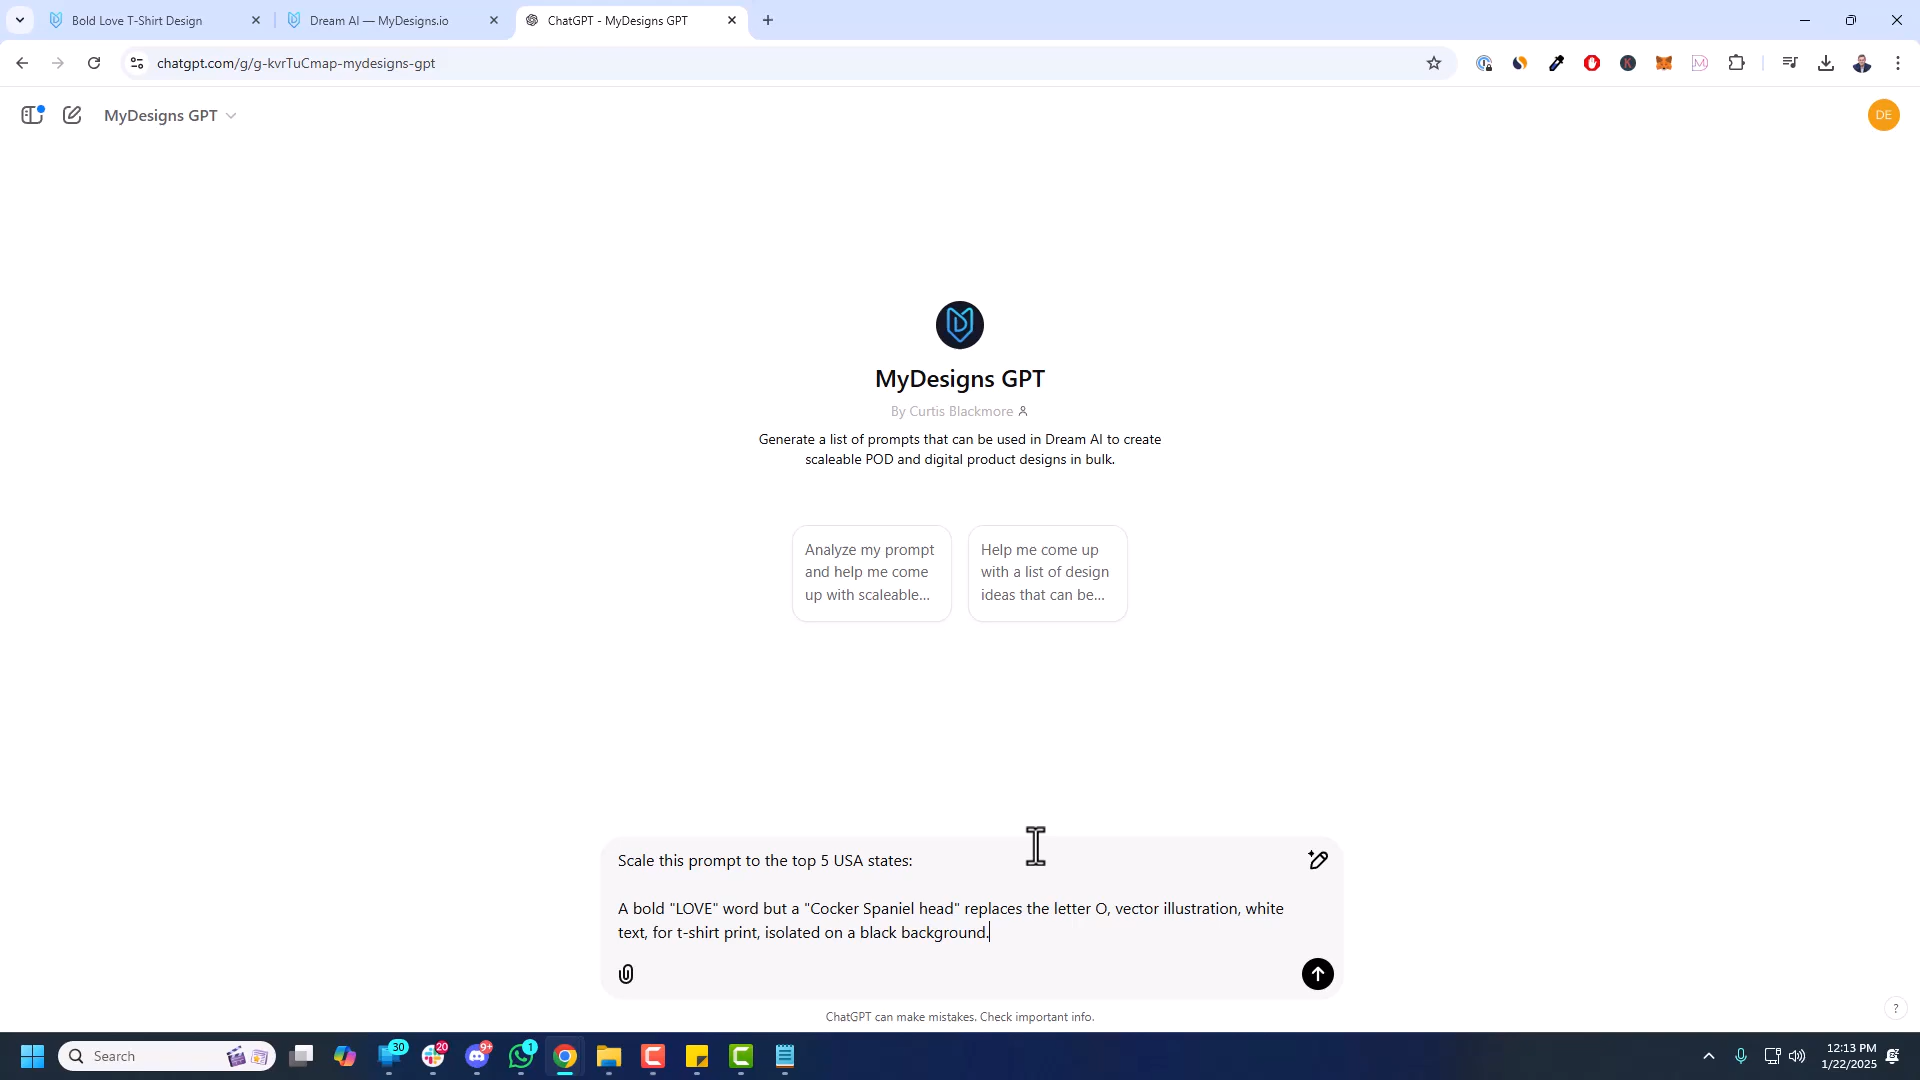 Bold Love T-Shirt Design
Dream AI — MyDesigns.io
ChatGPT - MyDesigns GPT
chatgpt.com/g/g-kvrTuCmap-mydesigns-gpt
MyDesigns GPT
DE
MyDesigns GPT
By Curtis Blackmore
Generate a list of prompts that can be used in Dream AI to create
scaleable POD and digital product designs in bulk.
Analyze my prompt
and help me come
up with scaleable...
Help me come up
with a list of design
ideas that can be...
Scale this prompt to the top 5 USA states:
A bold "LOVE" word but a "Cocker Spaniel head" replaces the letter O, vector illustration, white
text, for t-shirt print, isolated on a black background.
ChatGPT can make mistakes. Check important info.
?
Search
30
20
9+
1
12:13 PM
1/22/2025